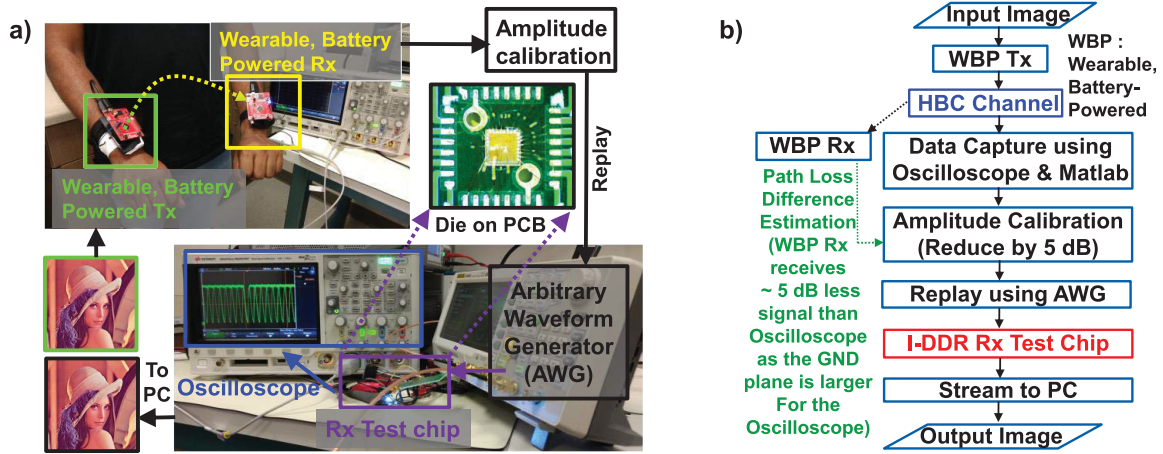 a)
Wearable, Battery
Powered Rx
Amplitude
calibration
Replay
Wearable, Battery
Powered Tx
Die on PCB
Arbitrary
Waveform
Generator
(AWG)
To
PC
Oscilloscope
Rx Test chip
b)
Input Image
WBP Tx
WBP :
Wearable,
Battery-
Powered
HBC Channel
WBP Rx
Data Capture using
Oscilloscope & Matlab
Path Loss
Difference
Estimation
(WBP Rx
receives
~ 5 dB less
signal than
Oscilloscope
as the GND
plane is larger
For the
Oscilloscope)
Amplitude Calibration
(Reduce by 5 dB)
Replay using AWG
I-DDR Rx Test Chip
Stream to PC
Output Image